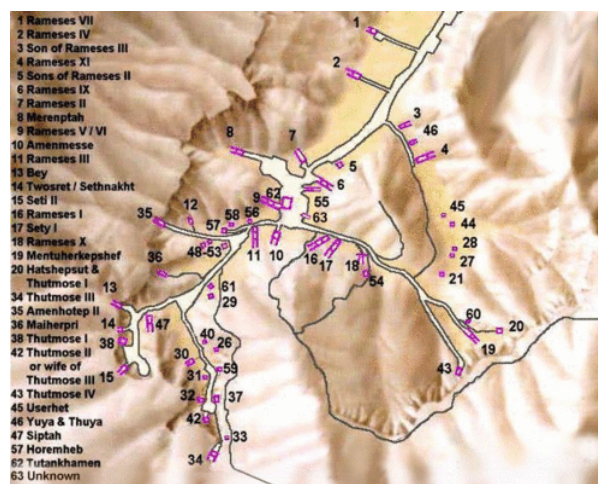 1 Rameses VII
2 Rameses IV
3 Son of Rameses III
4 Rameses XI
5 Sons of Rameses II
6 Rameses IX
7 Rameses II
8 Merenptah
9 Rameses V / VI
10 Amenmesse
11 Rameses III
13 Bey
14 Twosret / Sethnakht
15 Seti II
16 Rameses I
17 Sety I
18 Rameses X
19 Mentuherkepshef
20 Hatshepsut &
Thutmose I
34 Thutmose III
35 Amenhotep II
36 Maiherpri
38 Thutmose I
42 Thutmose II
or wife of
Thutmose III
43 Thutmose IV
45 Userhet
46 Yuya & Thuya
47 Siptah
57 Horemheb
62 Tutankhamen
63 Unknown
1
2
3
46
4
8
7
5
6
9
62
55
63
45
44
28
27
21
35
12
57
58
56
48-53
11
10
16
17
18
54
36
61
29
13
14
47
38
15
40
26
30
31
59
32
37
42
33
34
60
20
19
43